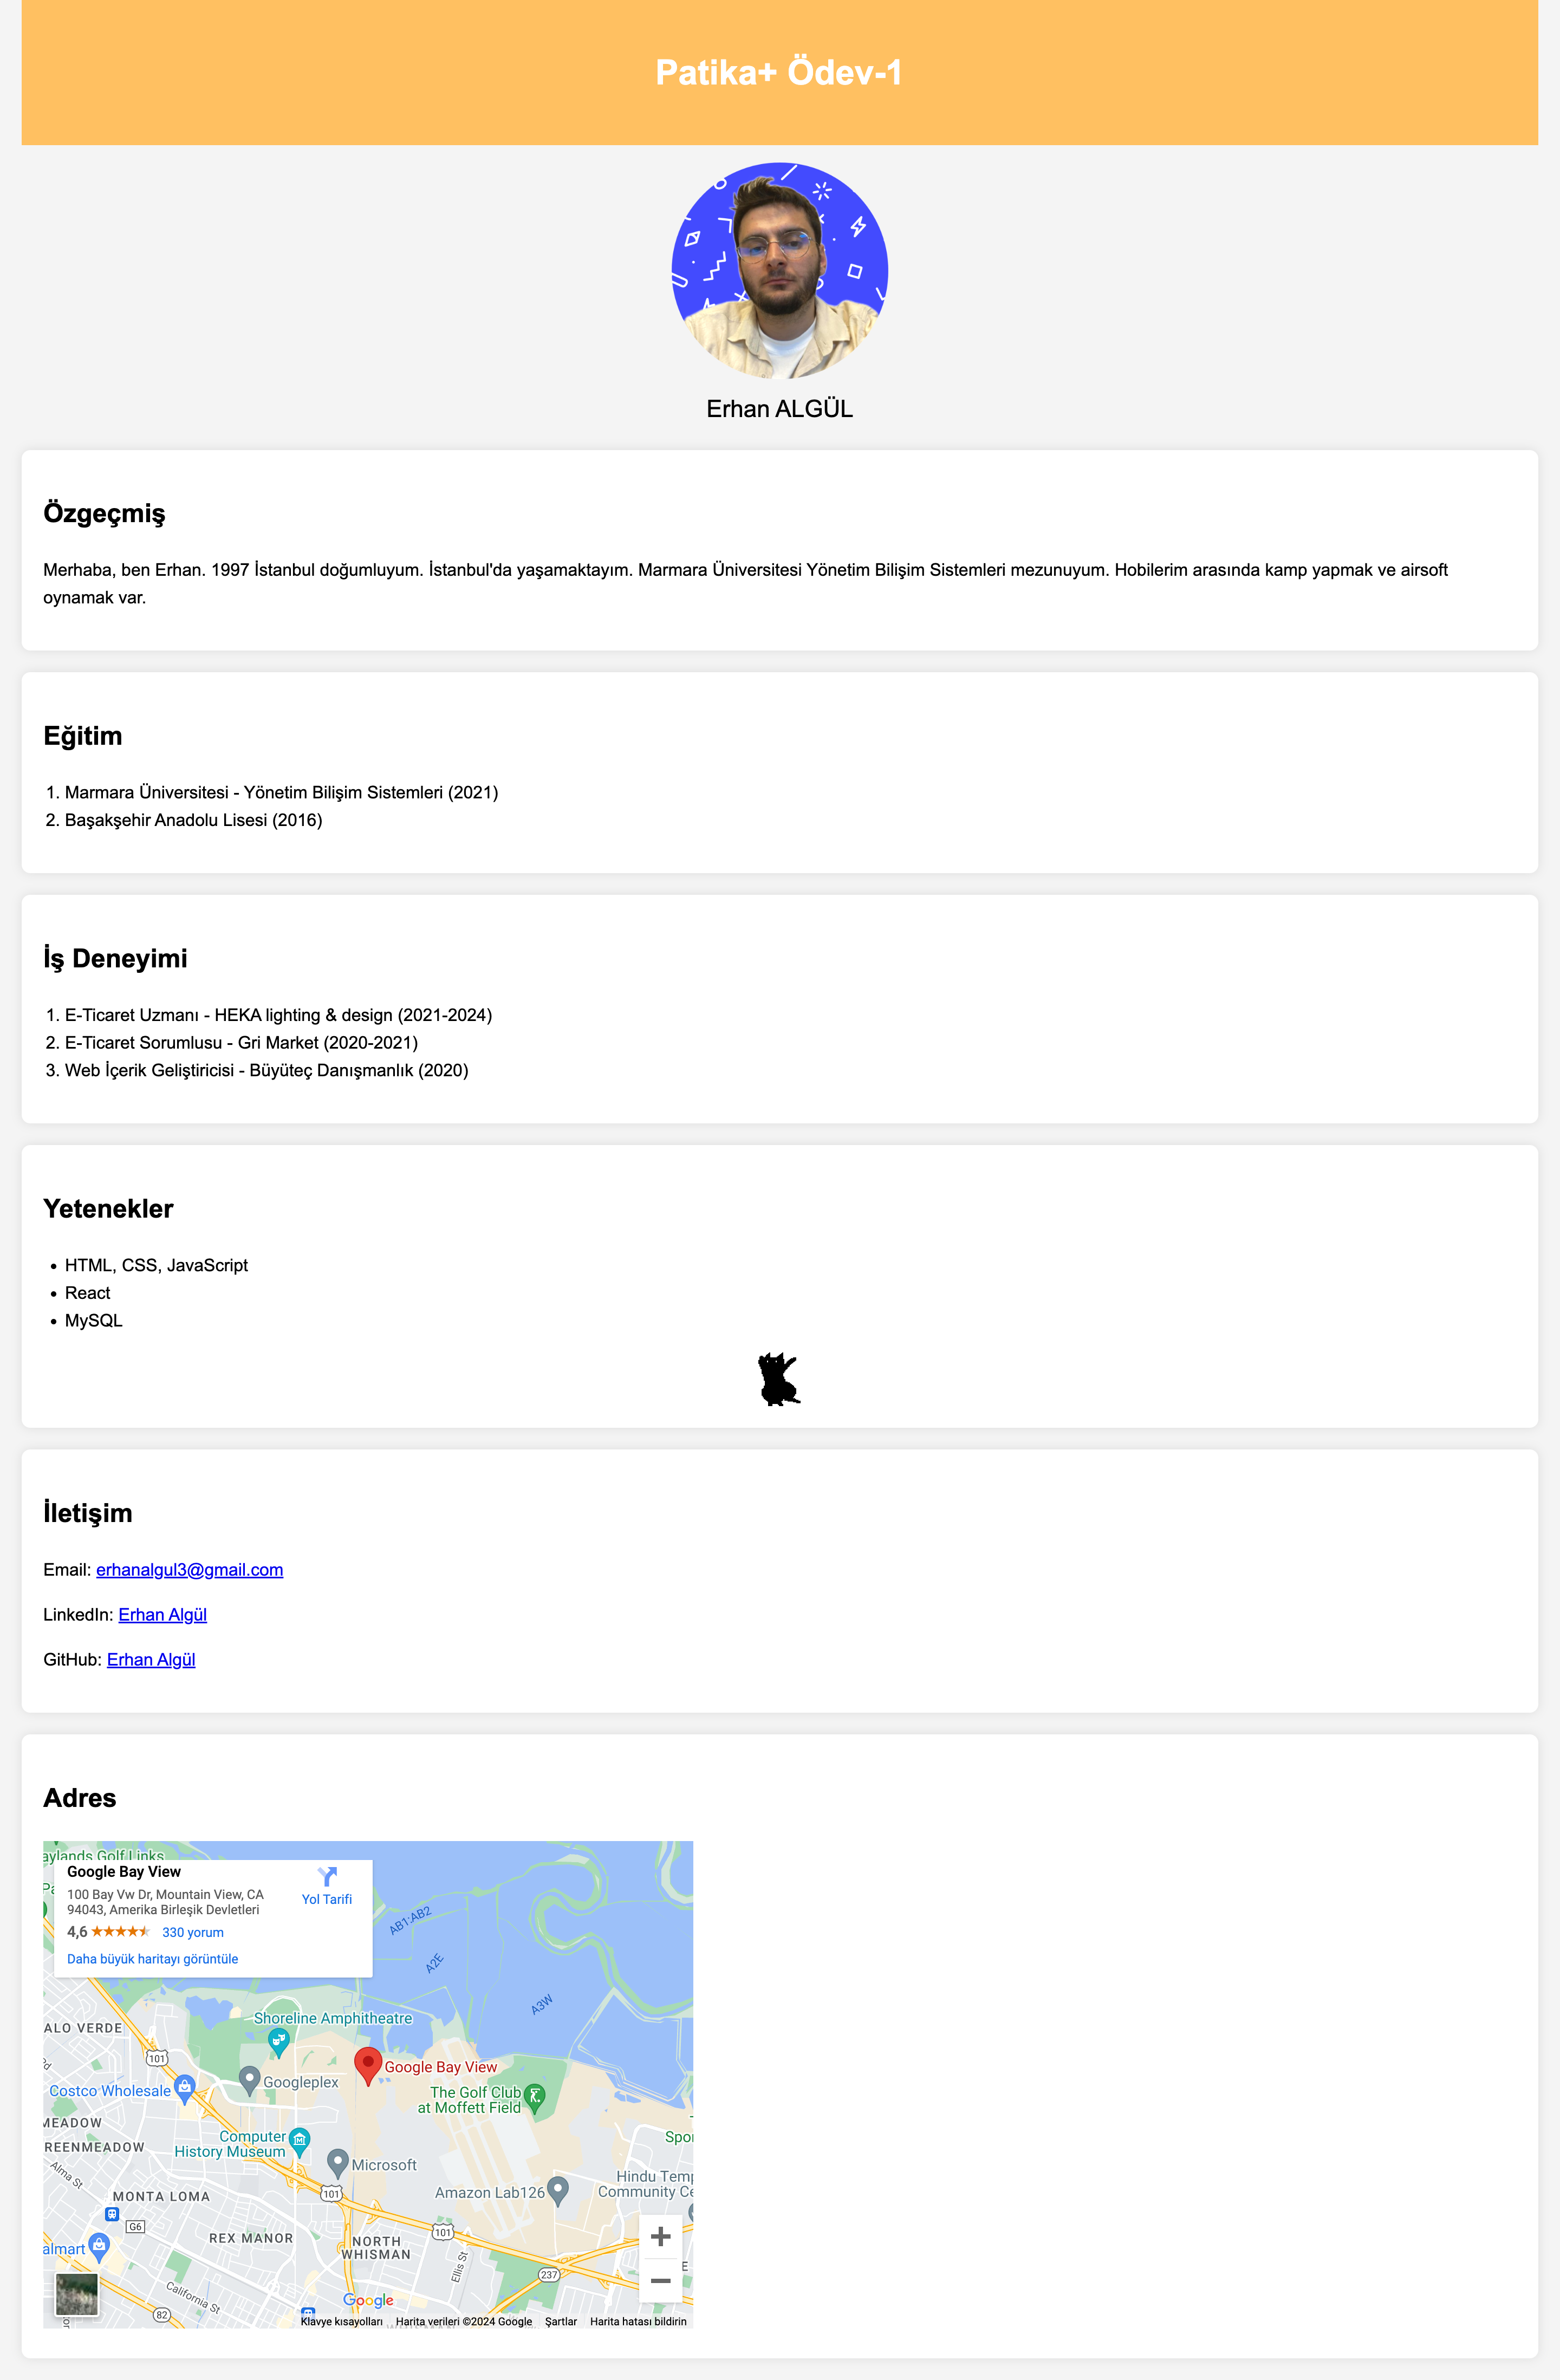 Patika+ Ödev-1
Erhan ALGÜL
Özgeçmiş
Merhaba, ben Erhan. 1997 İstanbul doğumluyum. İstanbul'da yaşamaktayım. Marmara Üniversitesi Yönetim Bilişim Sistemleri mezunuyum. Hobilerim arasında kamp yapmak ve airsoft
oynamak var.
Eğitim
1. Marmara Üniversitesi - Yönetim Bilişim Sistemleri (2021)
2. Başakşehir Anadolu Lisesi (2016)
İş Deneyimi
1. E-Ticaret Uzmanı - HEKA lighting & design (2021-2024)
2. E-Ticaret Sorumlusu - Gri Market (2020-2021)
3. Web İçerik Geliştiricisi - Büyüteç Danışmanlık (2020)
Yetenekler
• HTML, CSS, JavaScript
• React
• MySQL
İletişim
Email: erhanalgul3@gmail.com
LinkedIn: Erhan Algül
GitHub: Erhan Algül
Adres
aylands Golf Links
Google Bay View
100 Bay Vw Dr, Mountain View, CA
94043, Amerika Birleşik Devletleri
Yol Tarifi
4,6
330 yorum
Daha büyük haritayı görüntüle
AB1:AB2
A2E
A3W
Shoreline Amphitheatre
ALO VERDE
101
Google Bay View
Googleplex
Costco Wholesale
The Golf Club
at Moffett Field
MEADOW
REENMEADOW
Computer
History Museum
Spor
Microsoft
Alma St
Hindu Temp
Community Ce
Amazon Lab126
101
MONTA LOMA
G6
REX MANOR
101
NORTH
WHISMAN
almart
Ellis St
237
E
California St
82
Google
Klavye kısayolları
Harita verileri ©2024 Google
Şartlar
Harita hatası bildirin